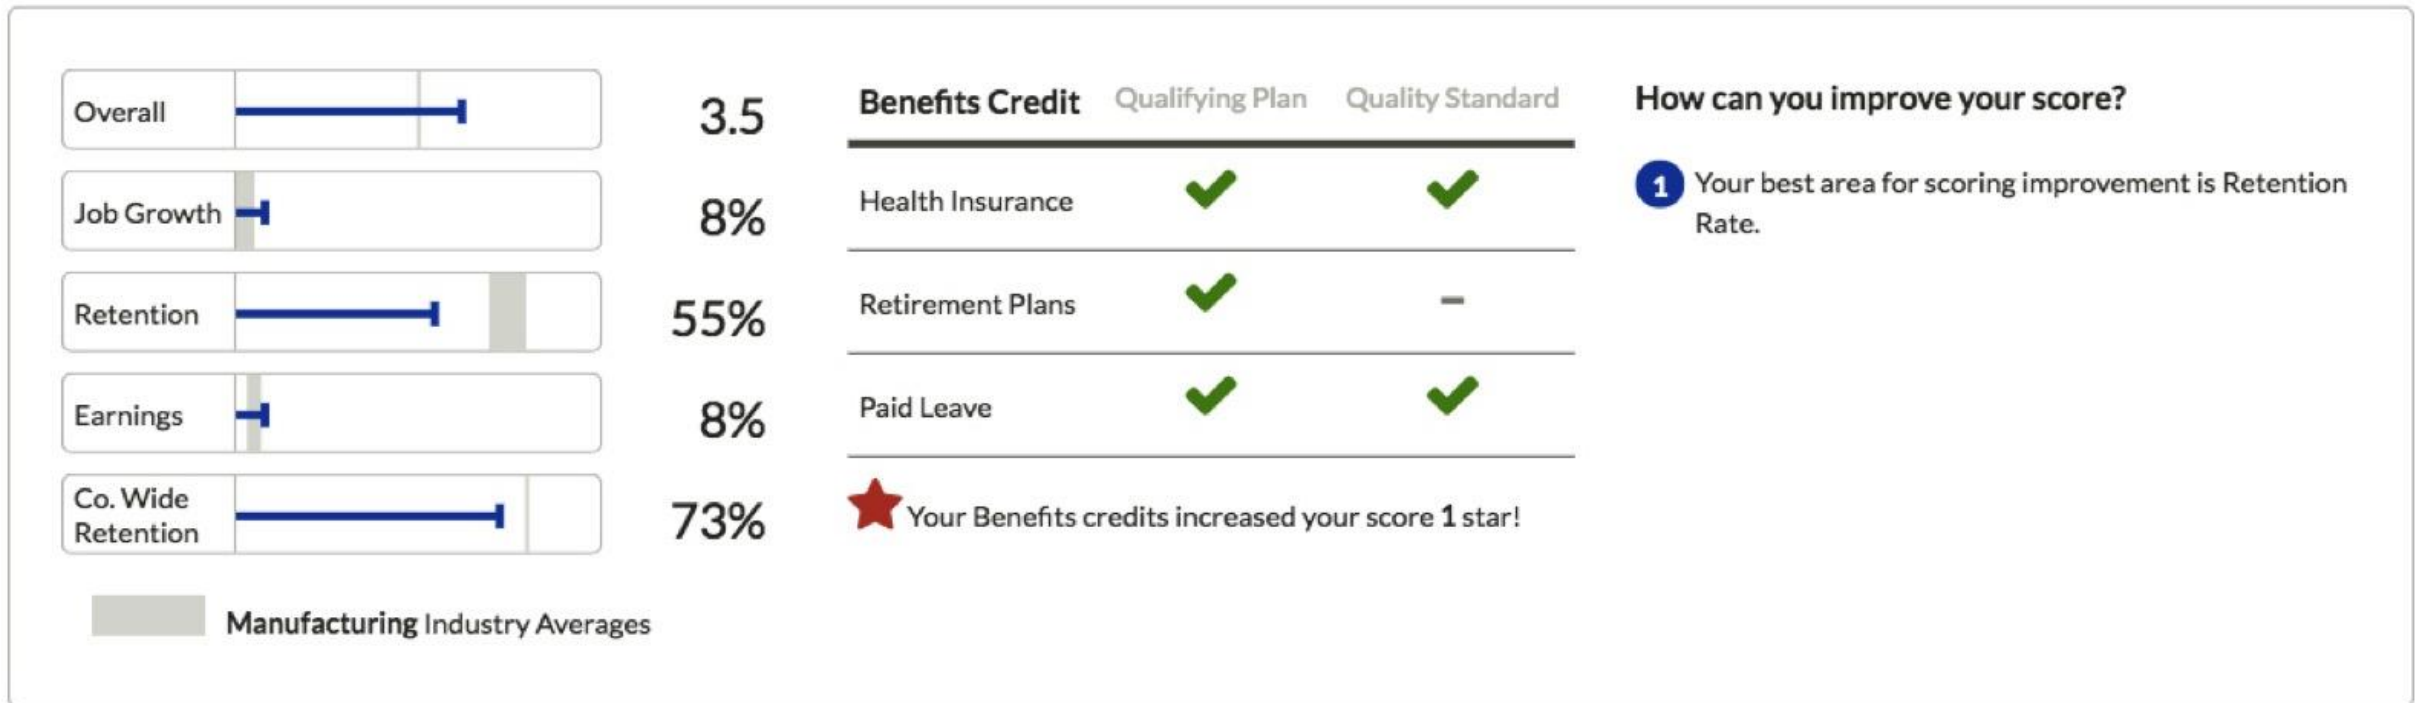 Overall
3.5
Job Growth
8%
Retention
55%
Earnings
8%
Co. Wide
Retention
73%
Manufacturing Industry Averages
Benefits Credit Qualifying Plan Quality Standard
Health Insurance
Retirement Plans –
Paid Leave
Your Benefits credits increased your score 1 star!
How can you improve your score?
1 Your best area for scoring improvement is Retention
Rate.